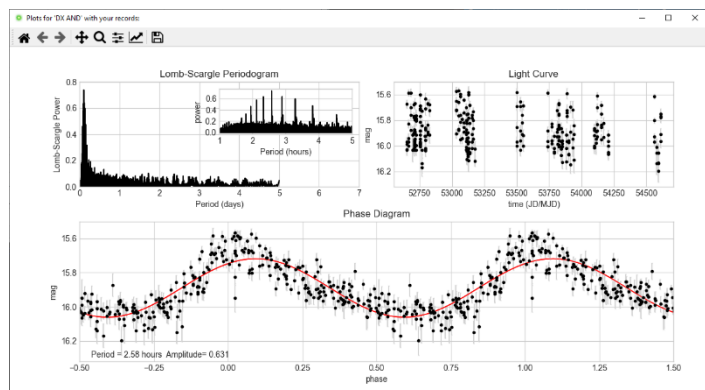 Plots for 'DX AND' with your records:
Lomb-Scargle Periodogram
0.8
0.6
0.4
0.2
0.0
Lomb-Scargle Power
0 1 2 3 4 5 6 7
Period (days)
power
0.6
0.4
0.2
0.0
1 2 3 4 5
Period (hours)
Light Curve
mag
15.6
15.8
16.0
16.2
52750 53000 53250 53500 53750 54000 54250 54500
time (JD/MJD)
Phase Diagram
mag
15.6
15.8
16.0
16.2
Period = 2.58 hours Amplitude= 0.631
−0.50 −0.25 0.00 0.25 0.50 0.75 1.00 1.25 1.50
phase